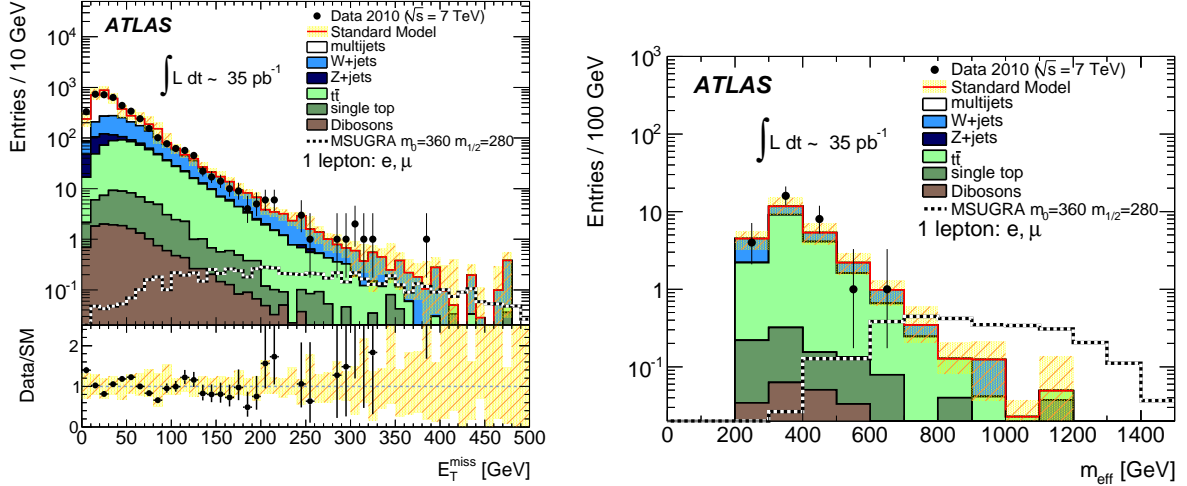 Entries / 10 GeV
10⁴
10³
10²
10
1
10⁻¹
ATLAS
∫L dt ~ 35 pb⁻¹
Data 2010 (√s = 7 TeV)
Standard Model
multijets
W+jets
Z+jets
tt̄
single top
Dibosons
MSUGRA m₀=360 m₁/₂=280
1 lepton: e, μ
Data/SM
2
1
0
0 50 100 150 200 250 300 350 400 450 500
E_T^miss [GeV]
Entries / 100 GeV
10³
10²
10
1
10⁻¹
ATLAS
∫L dt ~ 35 pb⁻¹
Data 2010 (√s = 7 TeV)
Standard Model
multijets
W+jets
Z+jets
tt̄
single top
Dibosons
MSUGRA m₀=360 m₁/₂=280
1 lepton: e, μ
0 200 400 600 800 1000 1200 1400
m_eff [GeV]